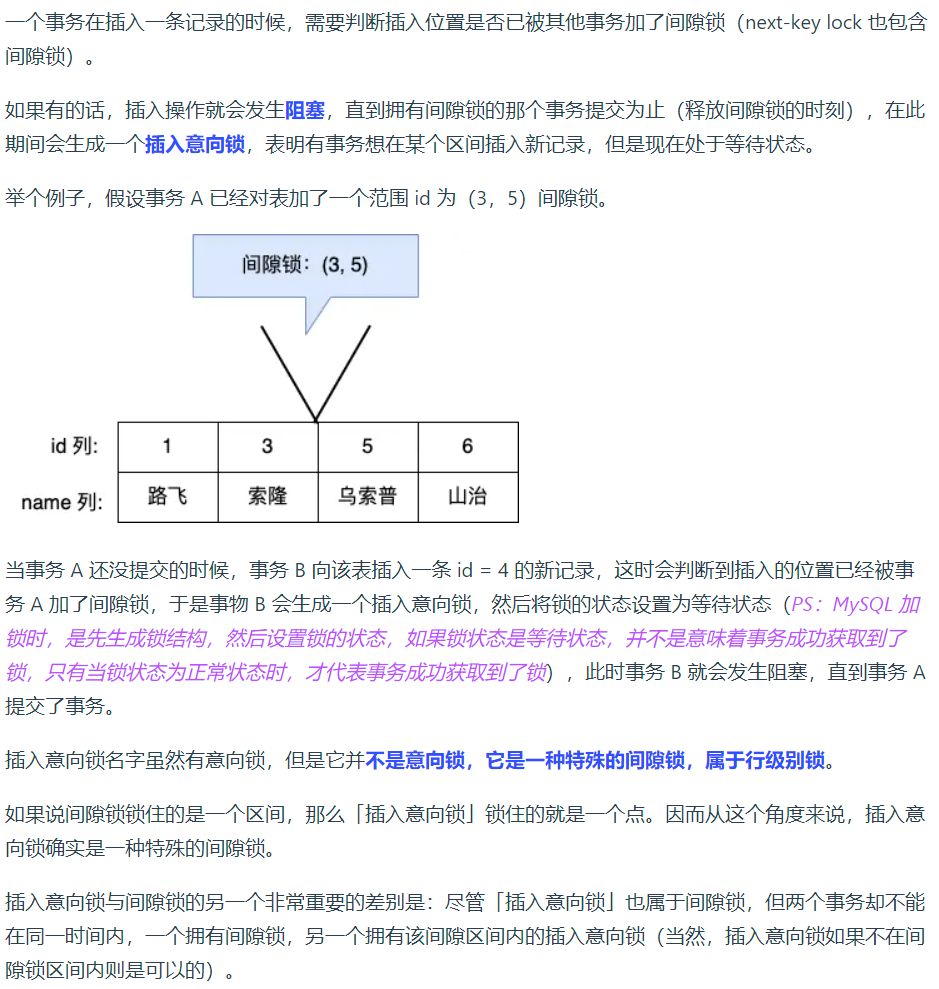 一个事务在插入一条记录的时候，需要判断插入位置是否已被其他事务加了间隙锁（next-key lock 也包含
间隙锁）。
如果有的话，插入操作就会发生阻塞，直到拥有间隙锁的那个事务提交为止（释放间隙锁的时刻），在此
期间会生成一个插入意向锁，表明有事务想在某个区间插入新记录，但是现在处于等待状态。
举个例子，假设事务 A 已经对表加了一个范围 id 为（3，5）间隙锁。
间隙锁：(3, 5)
id 列: 1 3 5 6
name 列: 路飞 索隆 乌索普 山治
当事务 A 还没提交的时候，事务 B 向该表插入一条 id = 4 的新记录，这时会判断到插入的位置已经被事
务 A 加了间隙锁，于是事物 B 会生成一个插入意向锁，然后将锁的状态设置为等待状态（PS：MySQL 加
锁时，是先生成锁结构，然后设置锁的状态，如果锁状态是等待状态，并不是意味着事务成功获取到了
锁，只有当锁状态为正常状态时，才代表事务成功获取到了锁），此时事务 B 就会发生阻塞，直到事务 A
提交了事务。
插入意向锁名字虽然有意向锁，但是它并不是意向锁，它是一种特殊的间隙锁，属于行级别锁。
如果说间隙锁锁住的是一个区间，那么「插入意向锁」锁住的就是一个点。因而从这个角度来说，插入意
向锁确实是一种特殊的间隙锁。
插入意向锁与间隙锁的另一个非常重要的差别是：尽管「插入意向锁」也属于间隙锁，但两个事务却不能
在同一时间内，一个拥有间隙锁，另一个拥有该间隙区间内的插入意向锁（当然，插入意向锁如果不在间
隙锁区间内则是可以的）。